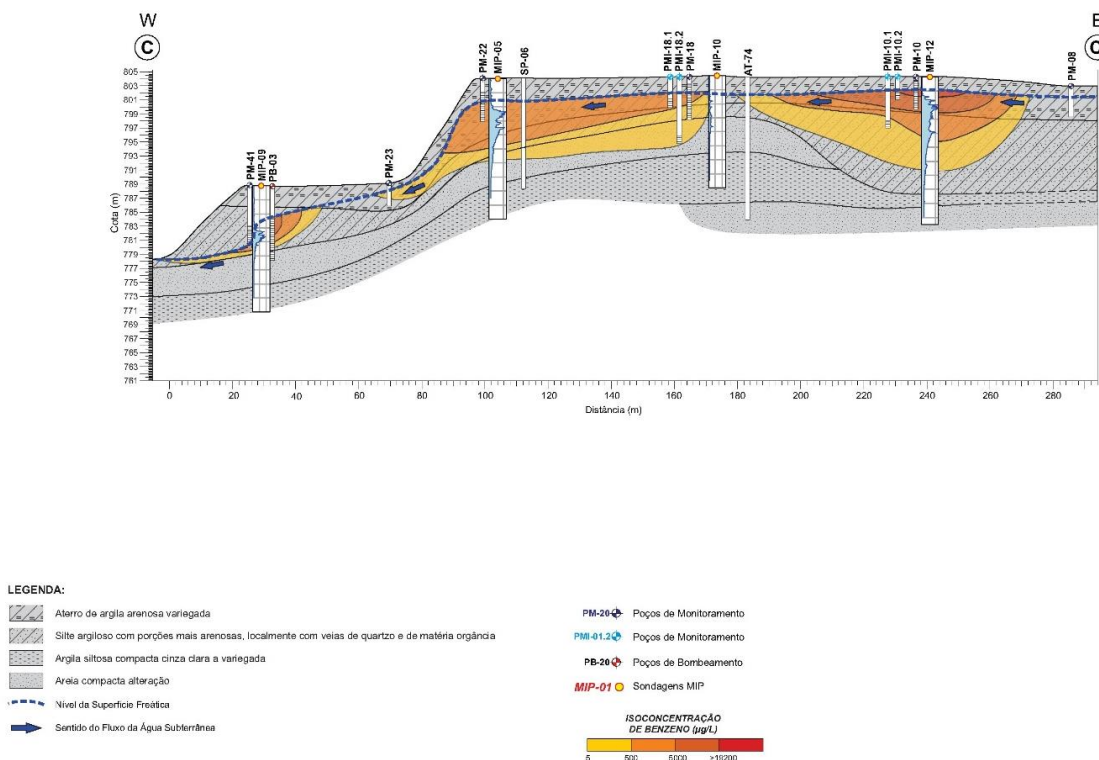 W
E
C
C
PM-41
MIP-09
PB-03
PM-23
PM-22
MIP-05
SP-06
PMI-18.1
PMI-18.2
PM-18
MIP-10
AT-74
PMI-10.1
PMI-10.2
PM-10
MIP-12
PM-08
Cota (m)
805
803
801
799
797
795
793
791
789
787
785
783
781
779
777
775
773
771
769
767
765
763
761
0 20 40 60 80 100 120 140 160 180 200 220 240 260 280
Distância (m)
LEGENDA:
Aterro de argila arenosa variegada
Silte argiloso com porções mais arenosas, localmente com veias de quartzo e de matéria orgância
Argila siltosa compacta cinza clara a variegada
Areia compacta alteração
Nível da Superfície Freática
Sentido do Fluxo da Água Subterrânea
PM-20 Poços de Monitoramento
PMI-01.2 Poços de Monitoramento
PB-20 Poços de Bombeamento
MIP-01 Sondagens MIP
ISOCONCENTRAÇÃO
DE BENZENO (µg/L)
5 500 5000 >19200